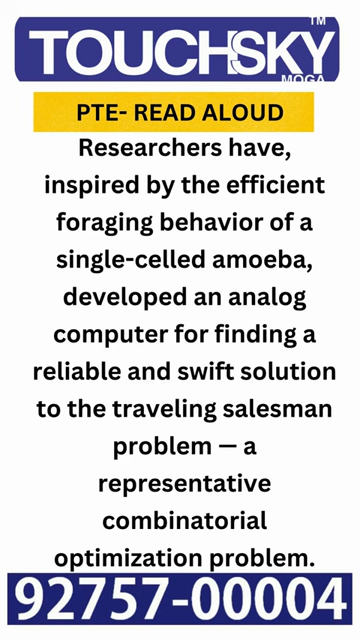 TM
TOUCHSKY
MOGA
PTE- READ ALOUD
Researchers have,
inspired by the efficient
foraging behavior of a
single-celled amoeba,
developed an analog
computer for finding a
reliable and swift solution
to the traveling salesman
problem — a
representative
combinatorial
optimization problem.
92757-00004